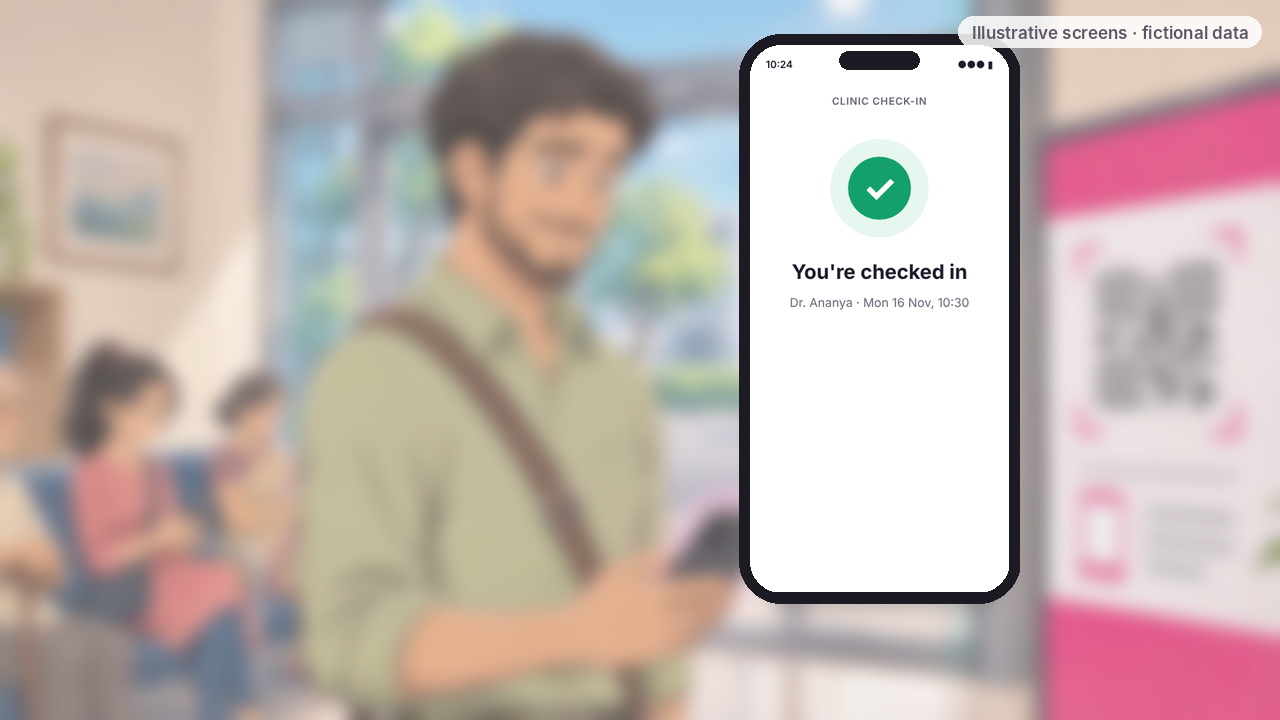 Illustrative screens · fictional data
10:24
CLINIC CHECK-IN
You're checked in
Dr. Ananya · Mon 16 Nov, 10:30